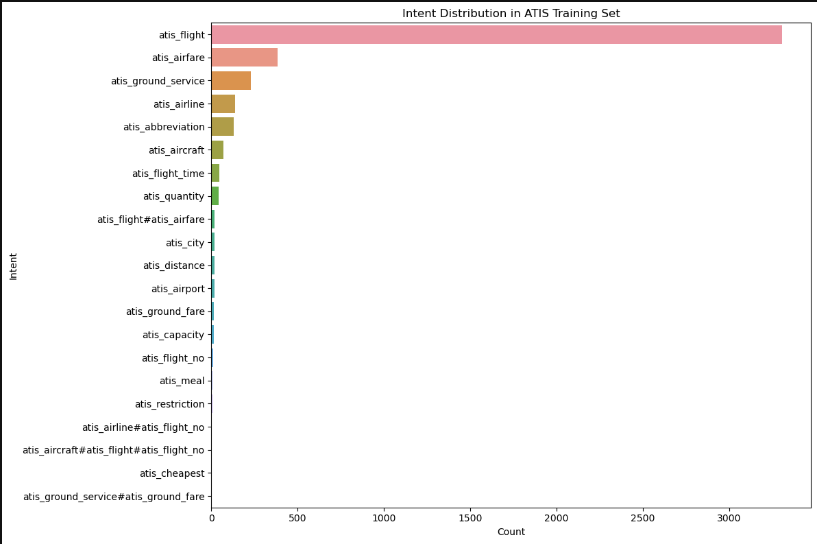 Intent Distribution in ATIS Training Set
atis_flight
atis_airfare
atis_ground_service
atis_airline
atis_abbreviation
atis_aircraft
atis_flight_time
atis_quantity
atis_flight#atis_airfare
atis_city
atis_distance
atis_airport
atis_ground_fare
atis_capacity
atis_flight_no
atis_meal
atis_restriction
atis_airline#atis_flight_no
atis_aircraft#atis_flight#atis_flight_no
atis_cheapest
atis_ground_service#atis_ground_fare
Intent
0 500 1000 1500 2000 2500 3000
Count